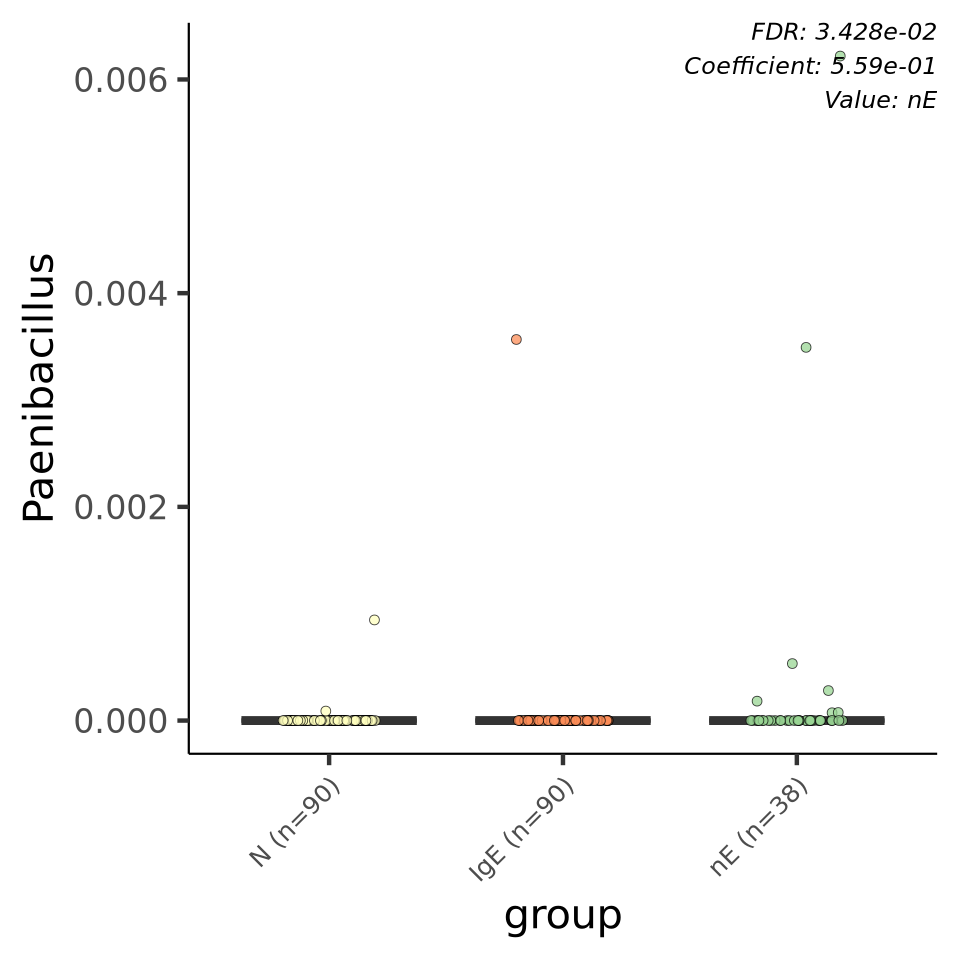 FDR: 3.428e-02
Coefficient: 5.59e-01
Value: nE
0.006
0.004
0.002
0.000
Paenibacillus
N (n=90)
IgE (n=90)
nE (n=38)
group